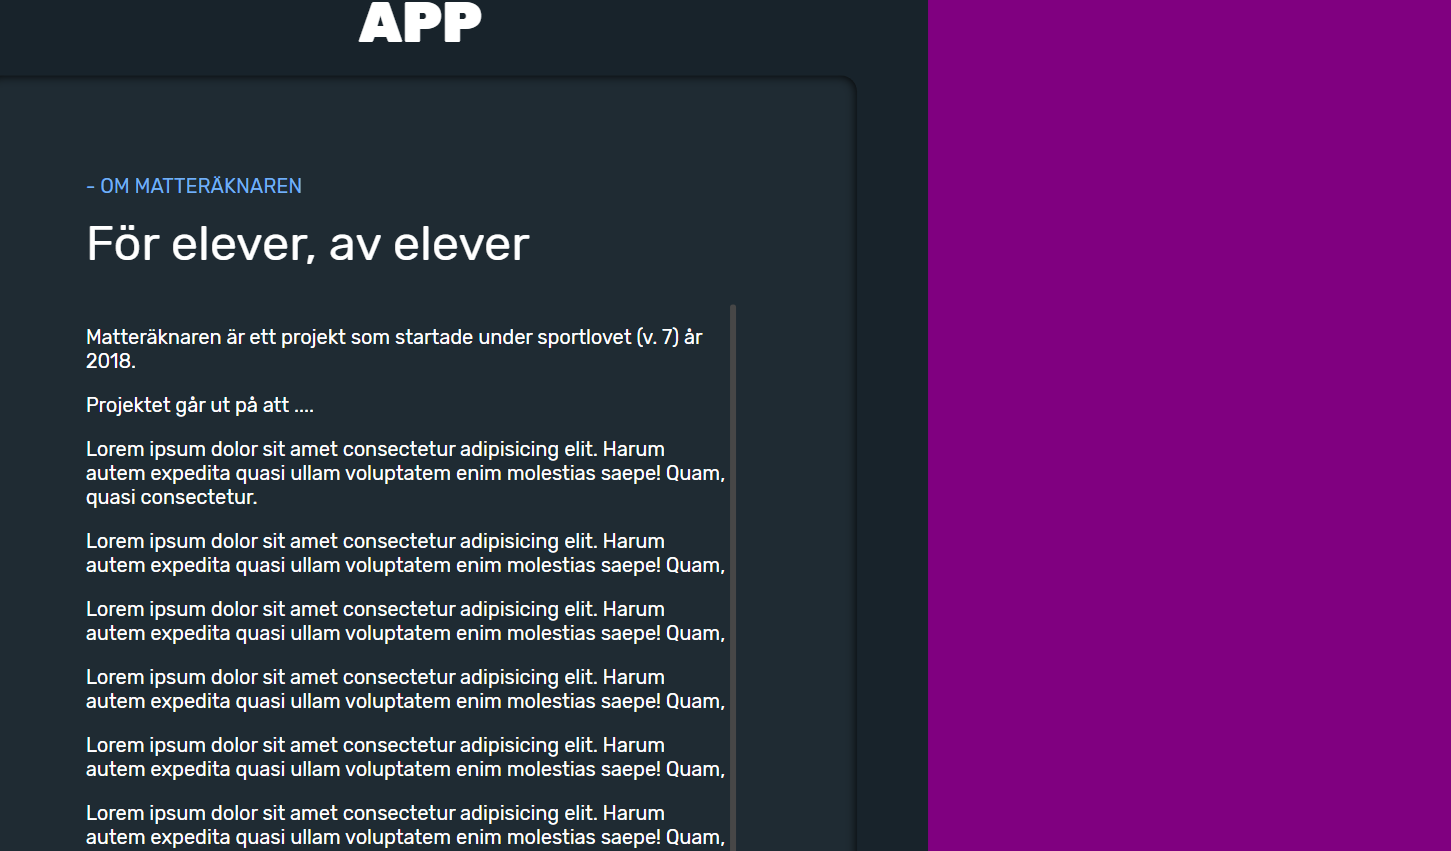 APP
- OM MATTERÄKNAREN
För elever, av elever
Matteräknaren är ett projekt som startade under sportlovet (v. 7) år
2018.
Projektet går ut på att ....
Lorem ipsum dolor sit amet consectetur adipisicing elit. Harum
autem expedita quasi ullam voluptatem enim molestias saepe! Quam,
quasi consectetur.
Lorem ipsum dolor sit amet consectetur adipisicing elit. Harum
autem expedita quasi ullam voluptatem enim molestias saepe! Quam,
Lorem ipsum dolor sit amet consectetur adipisicing elit. Harum
autem expedita quasi ullam voluptatem enim molestias saepe! Quam,
Lorem ipsum dolor sit amet consectetur adipisicing elit. Harum
autem expedita quasi ullam voluptatem enim molestias saepe! Quam,
Lorem ipsum dolor sit amet consectetur adipisicing elit. Harum
autem expedita quasi ullam voluptatem enim molestias saepe! Quam,
Lorem ipsum dolor sit amet consectetur adipisicing elit. Harum
autem expedita quasi ullam voluptatem enim molestias saepe! Quam,